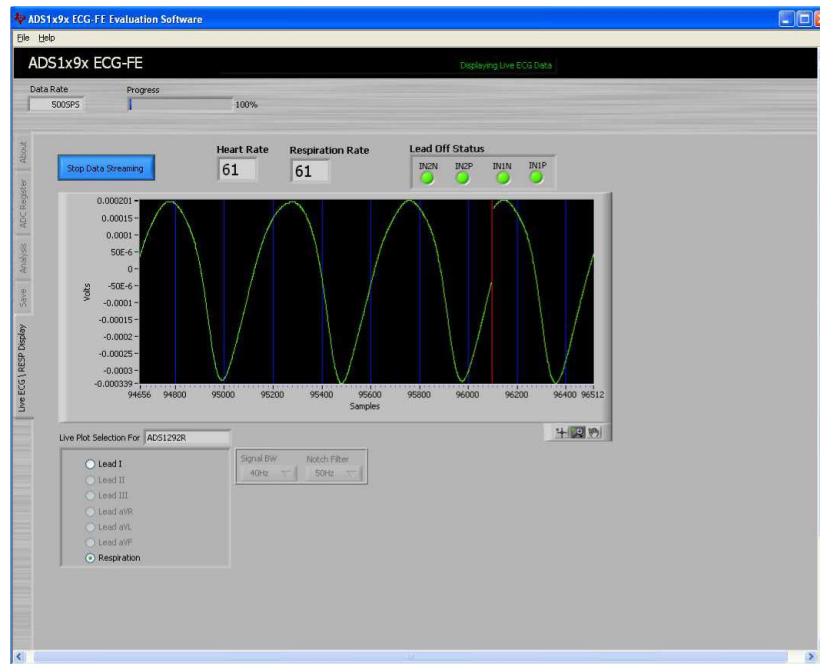 ADS1x9x ECG-FE Evaluation Software
File Help
ADS1x9x ECG-FE
Displaying Live ECG Data
Data Rate
Progress
500SPS
100%
About
ADC Register
Analysis
Save
Live ECG \ RESP Display
Stop Data Streaming
Heart Rate
61
Respiration Rate
61
Lead Off Status
IN2N IN2P IN1N IN1P
Volts
0.000201
0.00015
0.0001
50E-6
0
-50E-6
-0.0001
-0.00015
-0.0002
-0.00025
-0.0003
-0.000339
94656 94800 95000 95200 95400 95600 95800 96000 96200 96400 96512
Samples
Live Plot Selection For ADS1292R
Lead I
Lead II
Lead III
Lead aVR
Lead aVL
Lead aVF
Respiration
Signal BW
40Hz
Notch Filter
50Hz